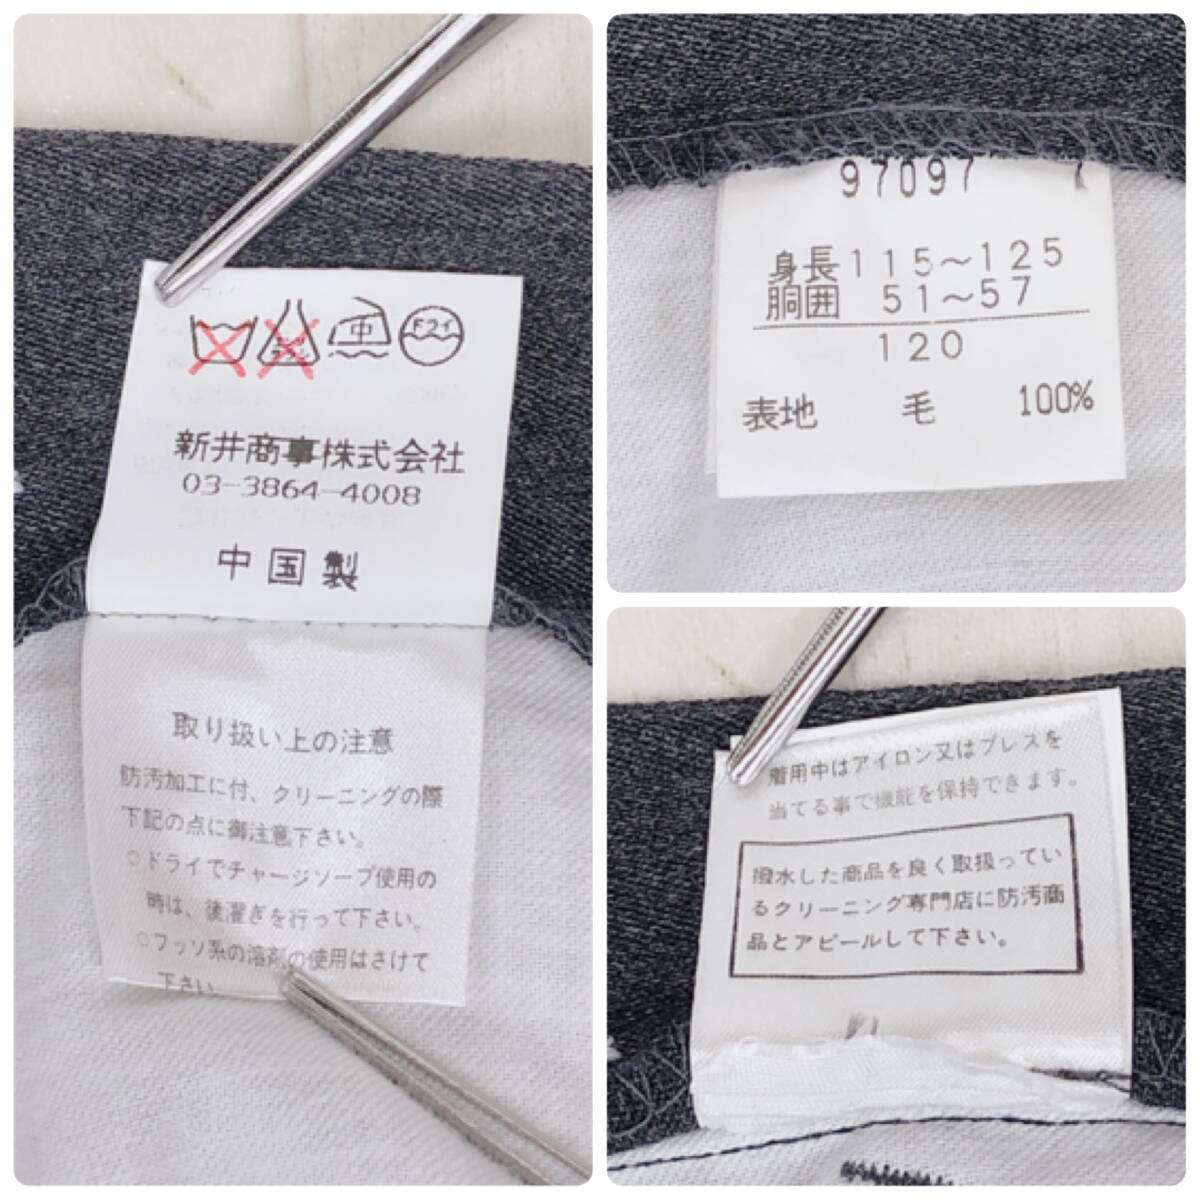 中
ドライ
新井商事株式会社
03-3864-4008
中国製
取り扱い上の注意
防汚加工に付、クリーニングの際
下記の点に御注意下さい。
○ドライでチャージソープ使用の
時は、後濯ぎを行って下さい。
○フッソ系の溶剤の使用はさけて
下さい
97097
身長115～125
胴囲 51～57
120
表地 毛 100%
着用中はアイロン又はプレスを
当てる事で機能を保持できます。
撥水した商品を良く取扱ってい
るクリーニング専門店に防汚商
品とアピールして下さい。